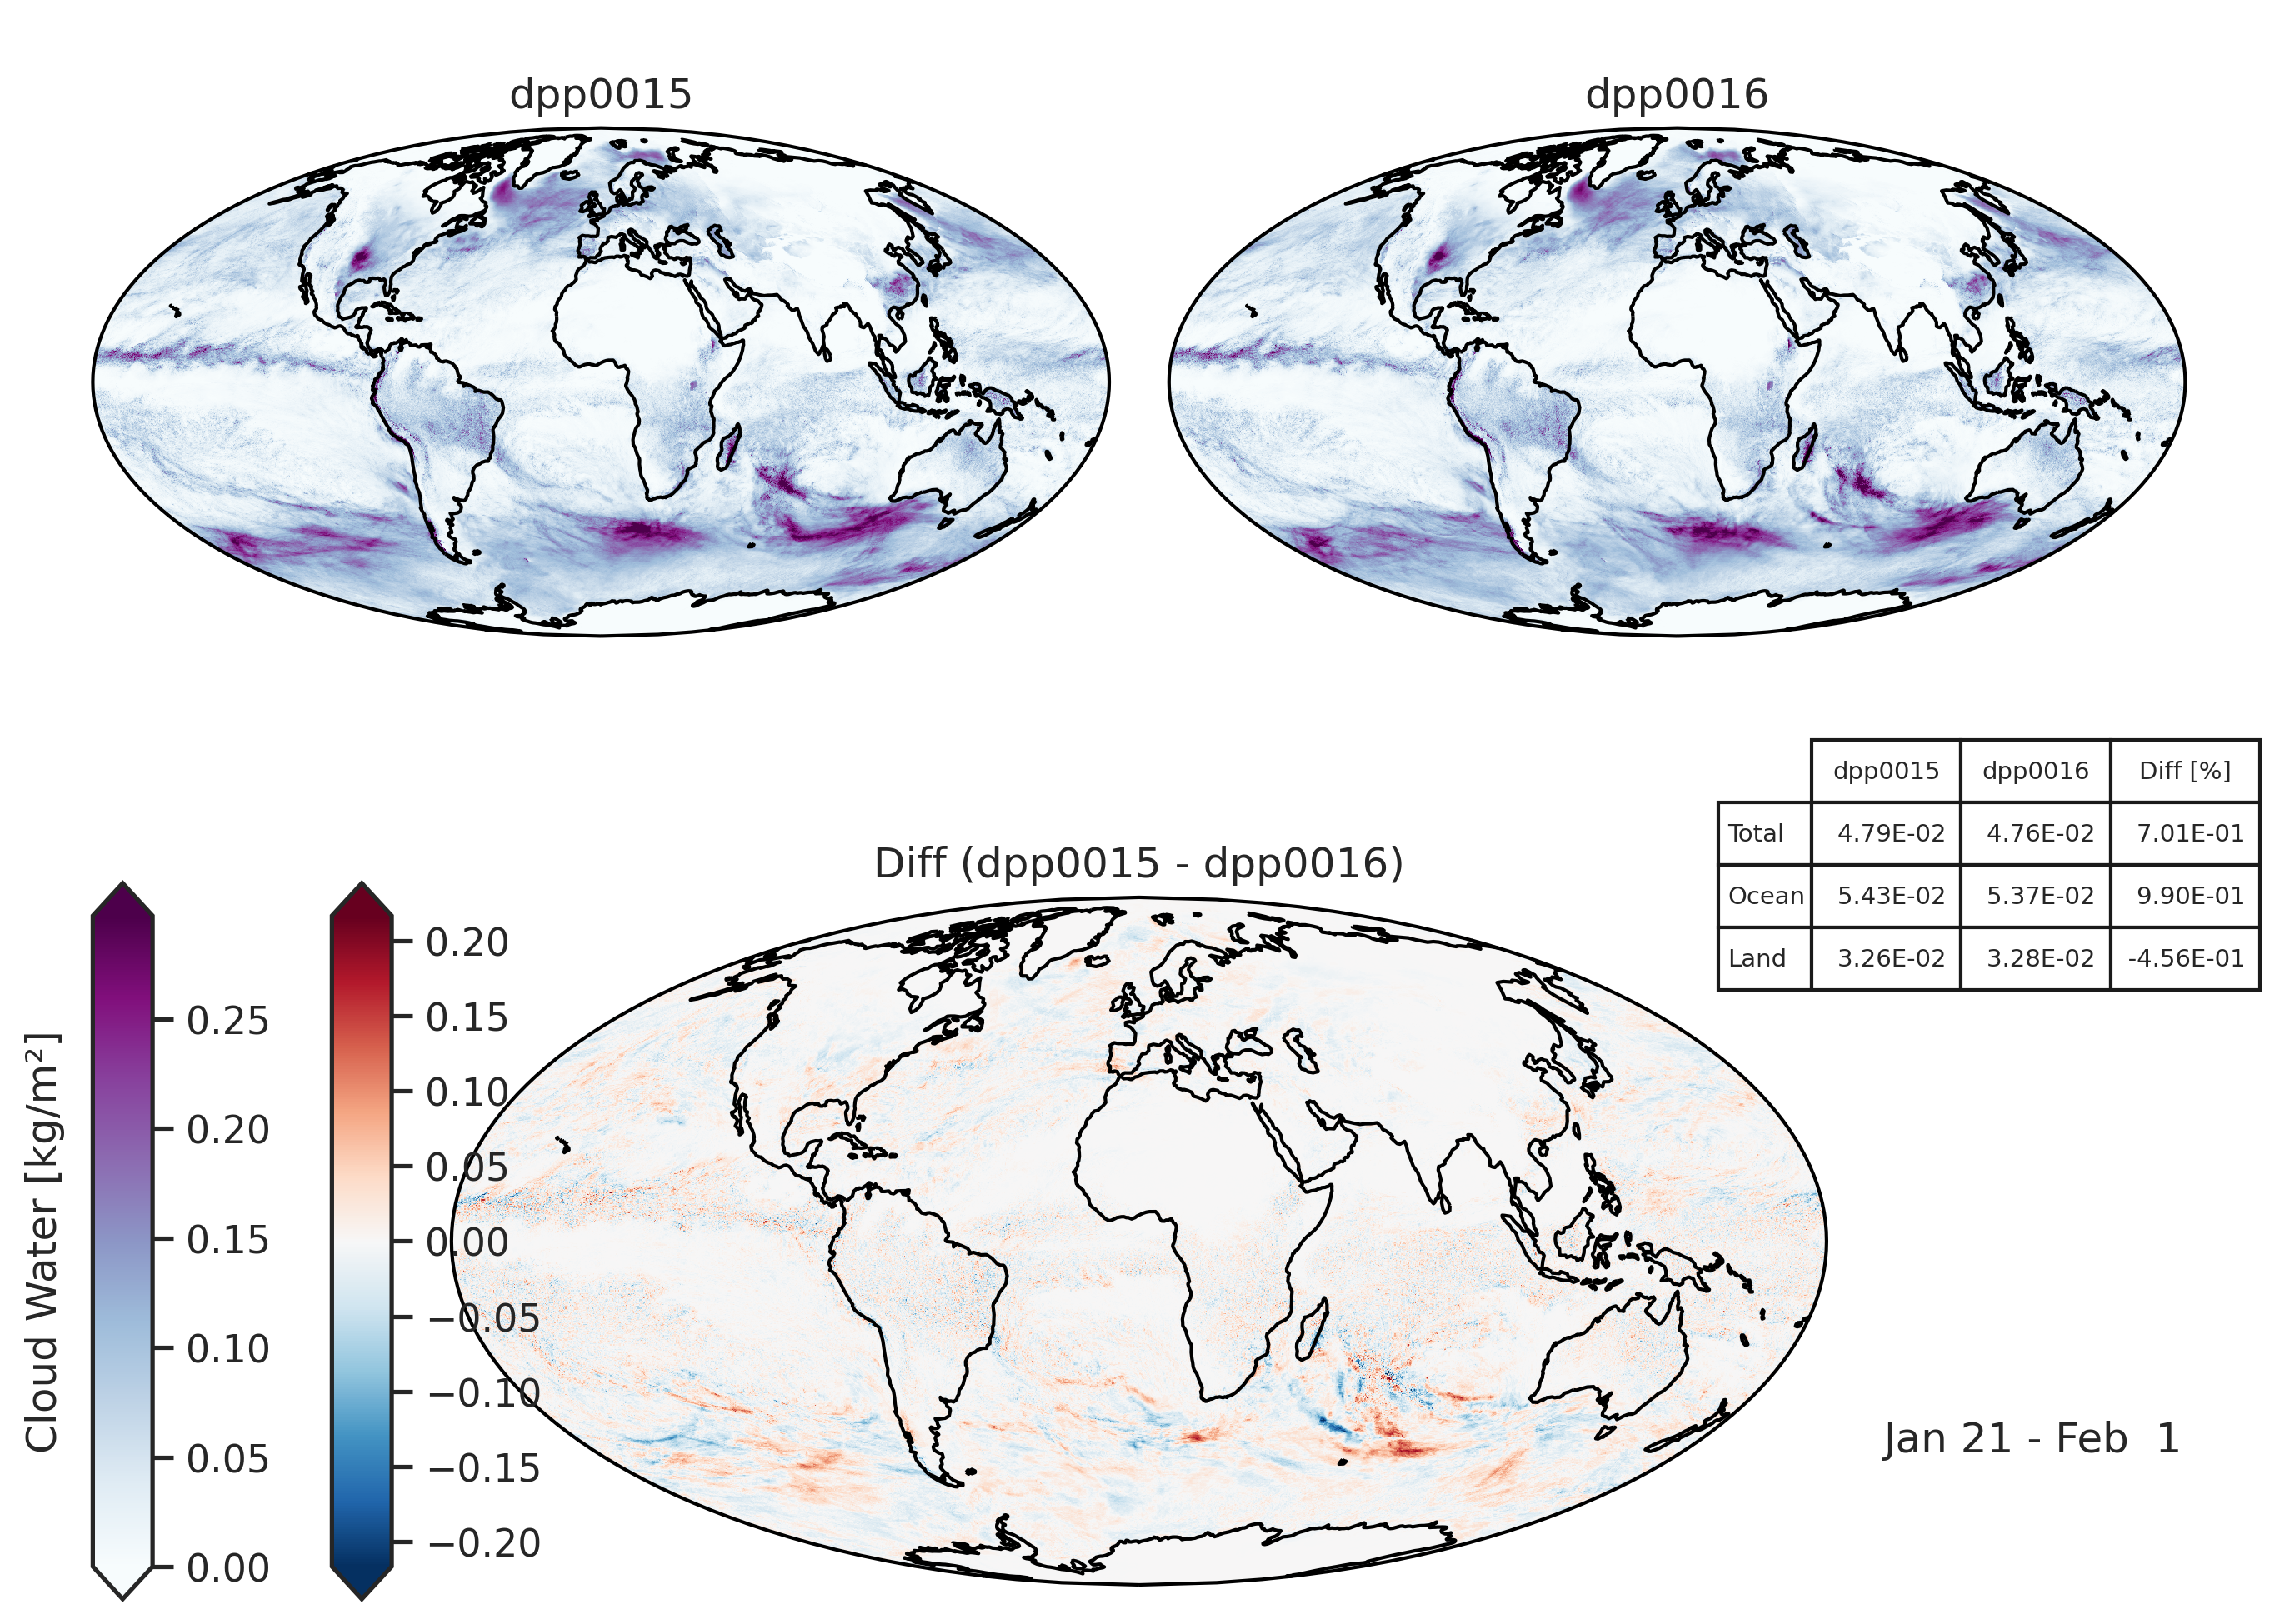 dpp0015
dpp0016
dpp0015 dpp0016 Diff [%]
Total 4.79E-02 4.76E-02 7.01E-01
Ocean 5.43E-02 5.37E-02 9.90E-01
Land 3.26E-02 3.28E-02 -4.56E-01
Diff (dpp0015 - dpp0016)
Cloud Water [kg/m²]
0.25
0.20
0.15
0.10
0.05
0.00
0.20
0.15
0.10
0.05
0.00
−0.05
−0.10
−0.15
−0.20
Jan 21 - Feb  1